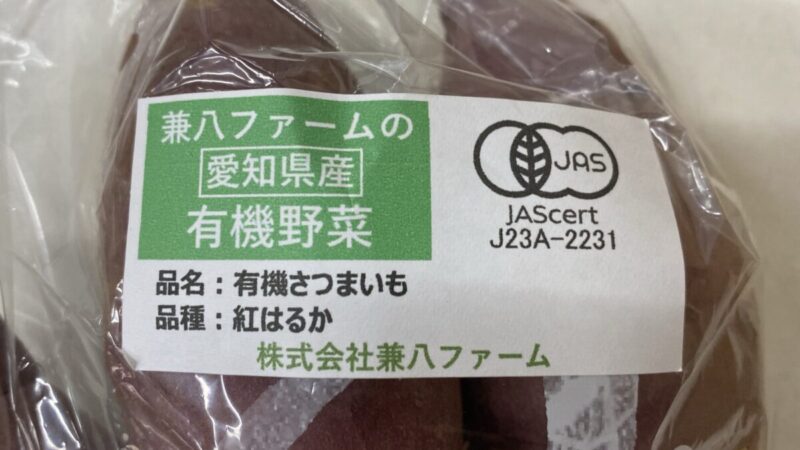 兼八ファームの
愛知県産
有機野菜
JAS
JAScert
J23A-2231
品名：有機さつまいも
品種：紅はるか
株式会社兼八ファーム